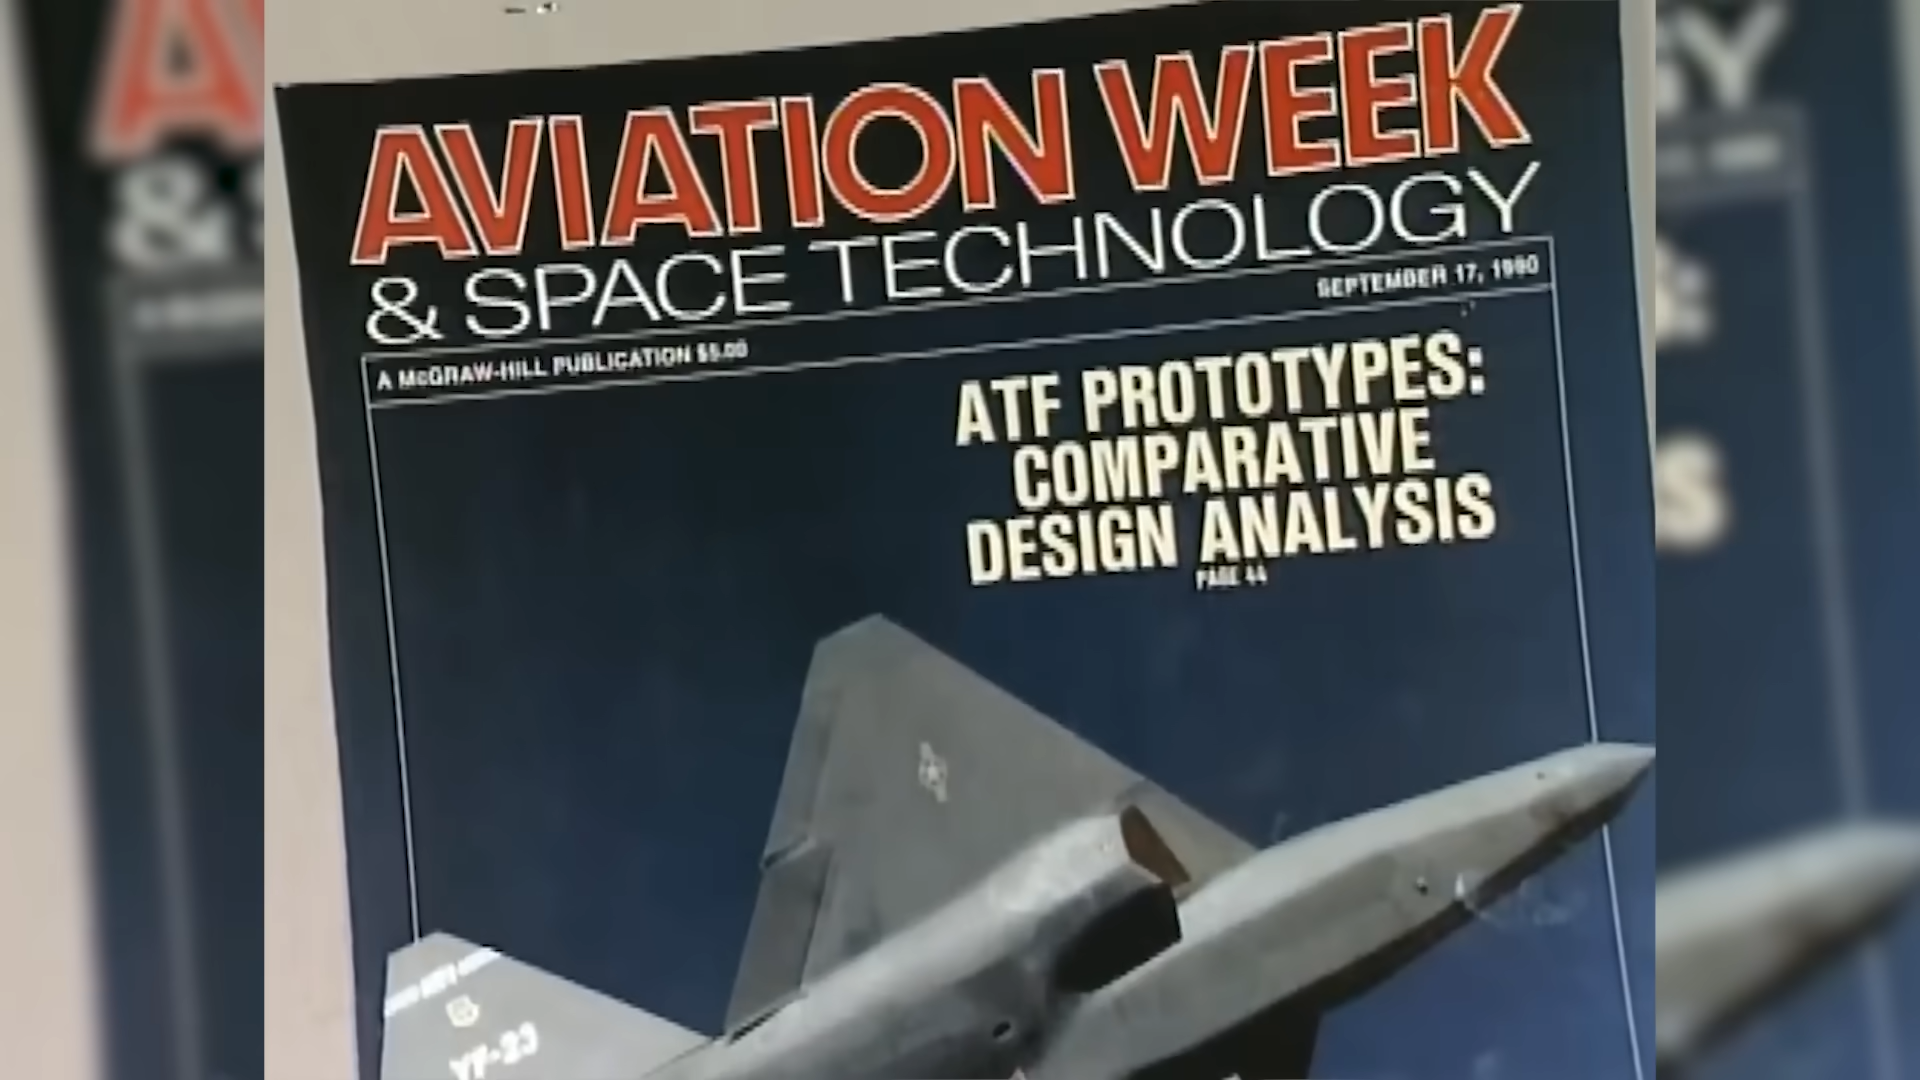 AVIATION WEEK
& SPACE TECHNOLOGY
SEPTEMBER 17, 1990
A McGRAW-HILL PUBLICATION $5.00
ATF PROTOTYPES:
COMPARATIVE
DESIGN ANALYSIS
PAGE 44
YF-23